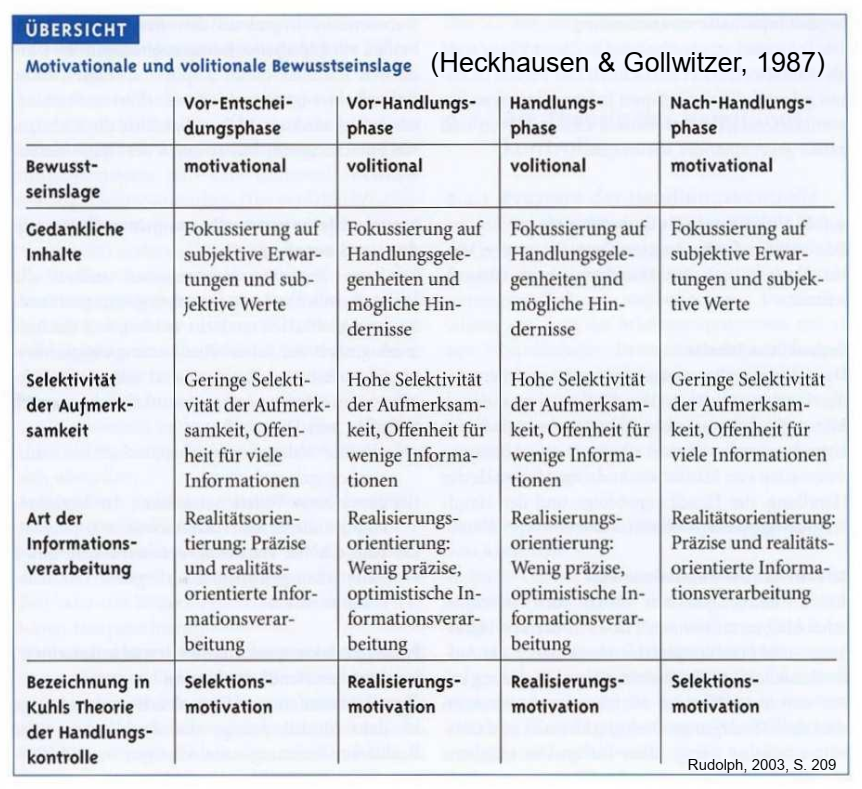 ÜBERSICHT
Motivationale und volitionale Bewusstseinslage
(Heckhausen & Gollwitzer, 1987)
Vor-Entschei-
dungsphase
Vor-Handlungs-
phase
Handlungs-
phase
Nach-Handlungs-
phase
Bewusst-
seinslage
motivational
volitional
volitional
motivational
Gedankliche
Inhalte
Fokussierung auf
subjektive Erwar-
tungen und sub-
jektive Werte
Fokussierung auf
Handlungsgele-
genheiten und
mögliche Hin-
dernisse
Fokussierung auf
Handlungsgele-
genheiten und
mögliche Hin-
dernisse
Fokussierung auf
subjektive Erwar-
tungen und subjek-
tive Werte
Selektivität
der Aufmerk-
samkeit
Geringe Selekti-
vität der Aufmerk-
samkeit, Offen-
heit für viele
Informationen
Hohe Selektivität
der Aufmerksam-
keit, Offenheit für
wenige Informa-
tionen
Hohe Selektivität
der Aufmerksam-
keit, Offenheit für
wenige Informa-
tionen
Geringe Selektivität
der Aufmerksam-
keit, Offenheit für
viele Informationen
Art der
Informations-
verarbeitung
Realitätsorien-
tierung: Präzise
und realitäts-
orientierte Infor-
mationsverar-
beitung
Realisierungs-
orientierung:
Wenig präzise,
optimistische In-
formationsverar-
beitung
Realisierungs-
orientierung:
Wenig präzise,
optimistische In-
formationsverar-
beitung
Realitätsorientierung:
Präzise und realitäts-
orientierte Informa-
tionsverarbeitung
Bezeichnung in
Kuhls Theorie
der Handlungs-
kontrolle
Selektions-
motivation
Realisierungs-
motivation
Realisierungs-
motivation
Selektions-
motivation
Rudolph, 2003, S. 209